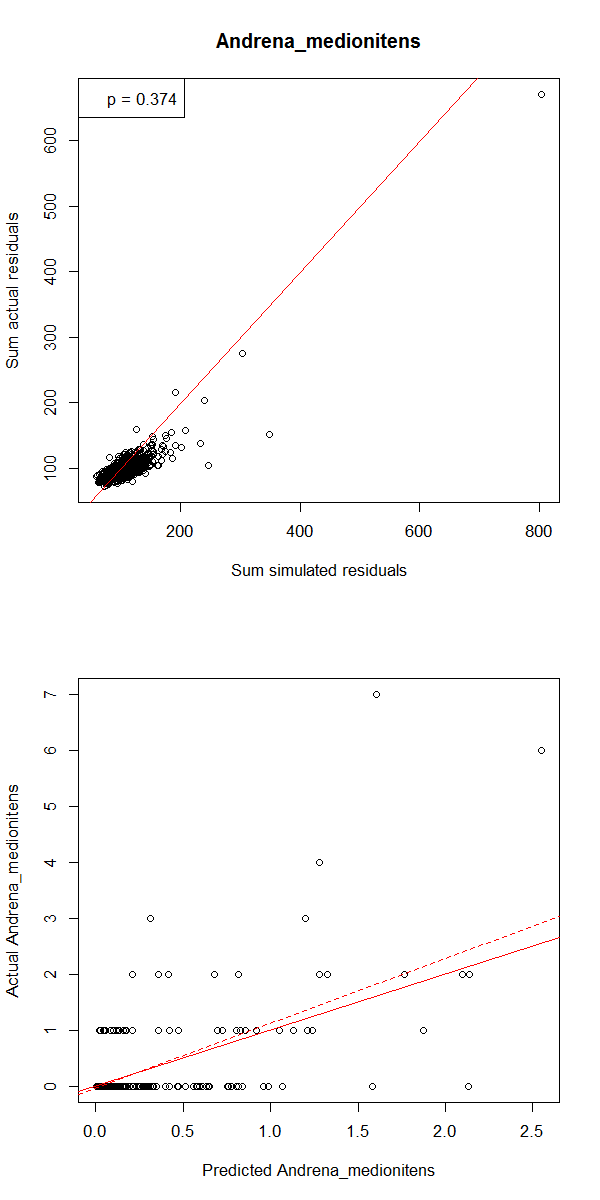 Andrena_medionitens
p = 0.374
600
500
400
300
200
100
Sum actual residuals
200 400 600 800
Sum simulated residuals
7
6
5
4
3
2
1
0
Actual Andrena_medionitens
0.0 0.5 1.0 1.5 2.0 2.5
Predicted Andrena_medionitens